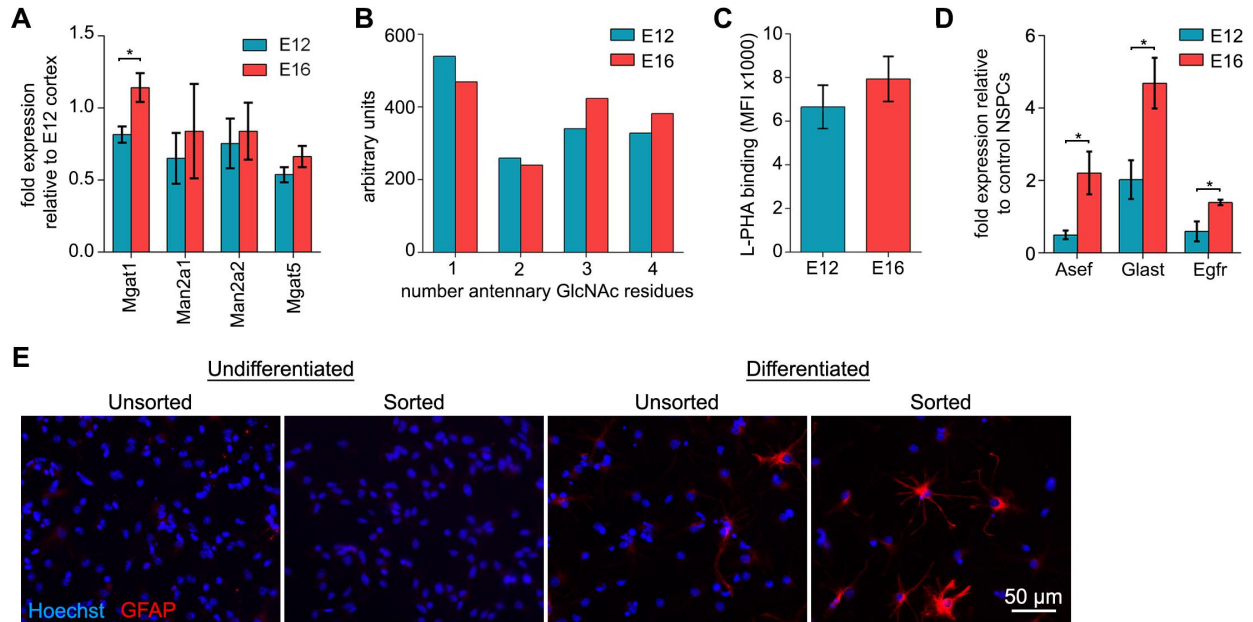 A
fold expression
relative to E12 cortex
1.5
1.0
0.5
0.0
*
E12
E16
Mgat1
Man2a1
Man2a2
Mgat5
B
arbitrary units
600
400
200
0
E12
E16
1 2 3 4
number antennary GlcNAc residues
C
L-PHA binding (MFI x1000)
10
8
6
4
2
0
E12 E16
D
fold expression relative
to control NSPCs
6
4
2
0
*
*
*
E12
E16
Asef Glast Egfr
E
Undifferentiated Differentiated
Unsorted Sorted Unsorted Sorted
Hoechst GFAP
50 µm